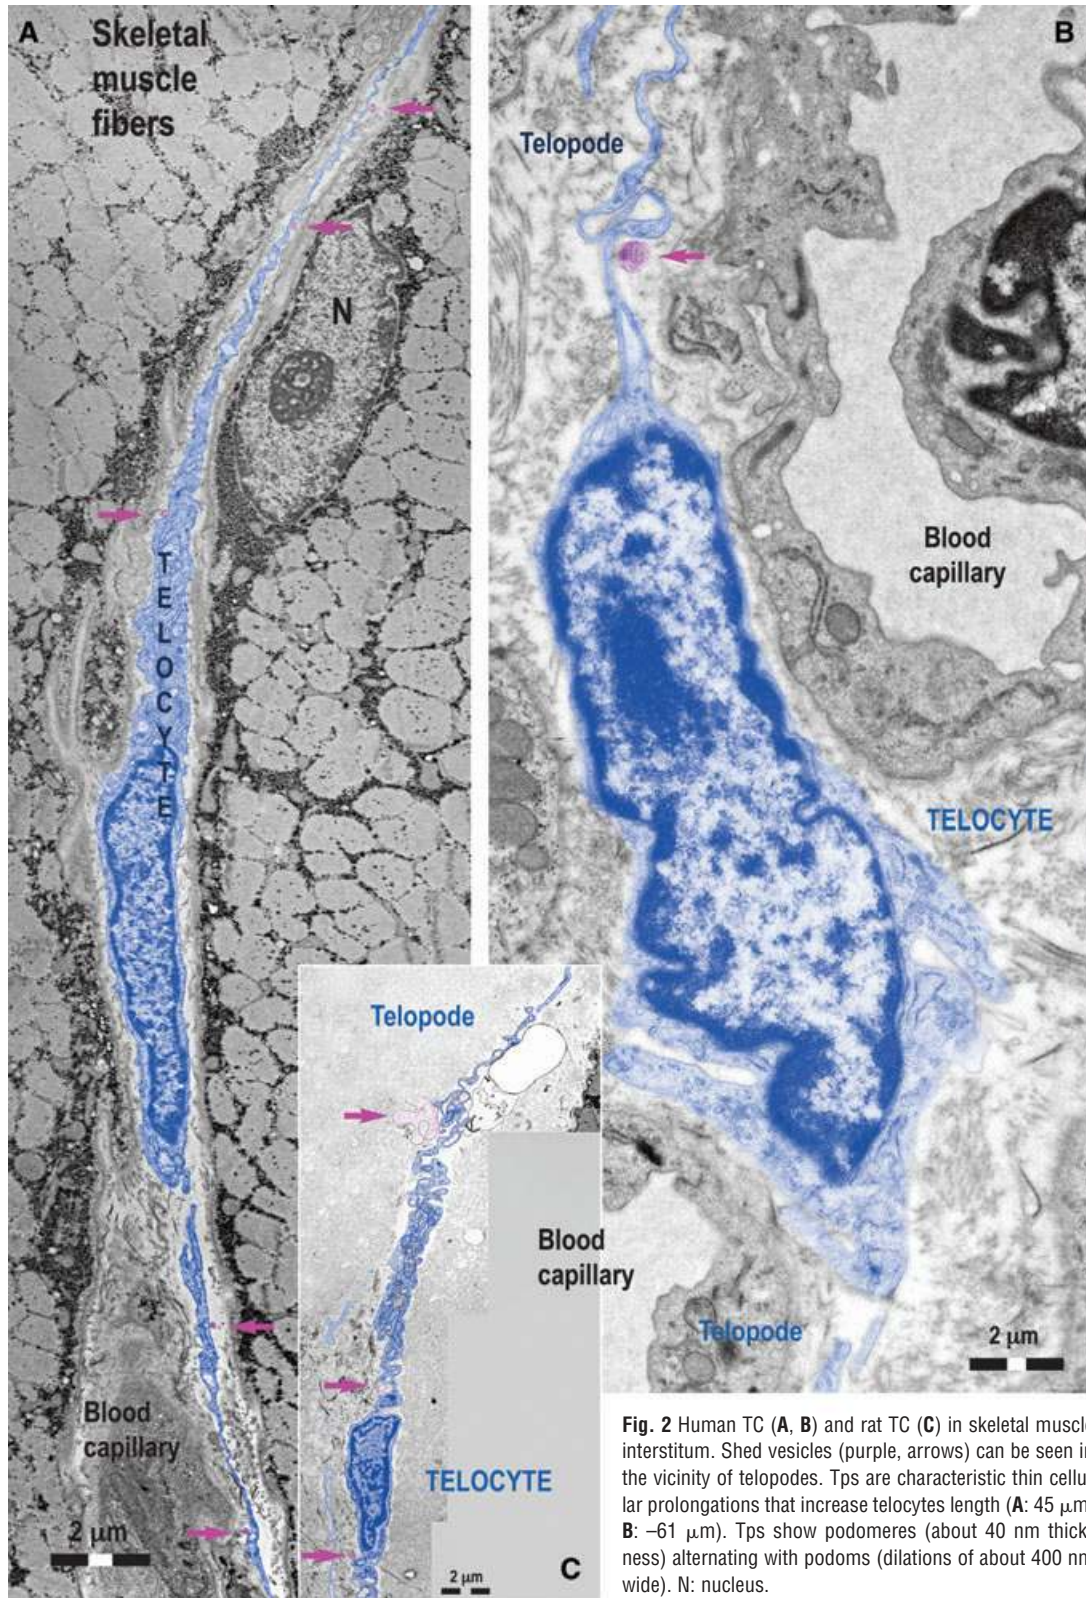 A
Skeletal
muscle
fibers
N
TELOCYTE
Blood
capillary
2 μm
B
Telopode
Blood
capillary
TELOCYTE
Telopode
2 μm
Telopode
Blood
capillary
TELOCYTE
2 μm
C
Fig. 2 Human TC (A, B) and rat TC (C) in skeletal muscle
interstitum. Shed vesicles (purple, arrows) can be seen in
the vicinity of telopodes. Tps are characteristic thin cellu-
lar prolongations that increase telocytes length (A: 45 μm
B: –61 μm). Tps show podomeres (about 40 nm thick-
ness) alternating with podoms (dilations of about 400 nm
wide). N: nucleus.